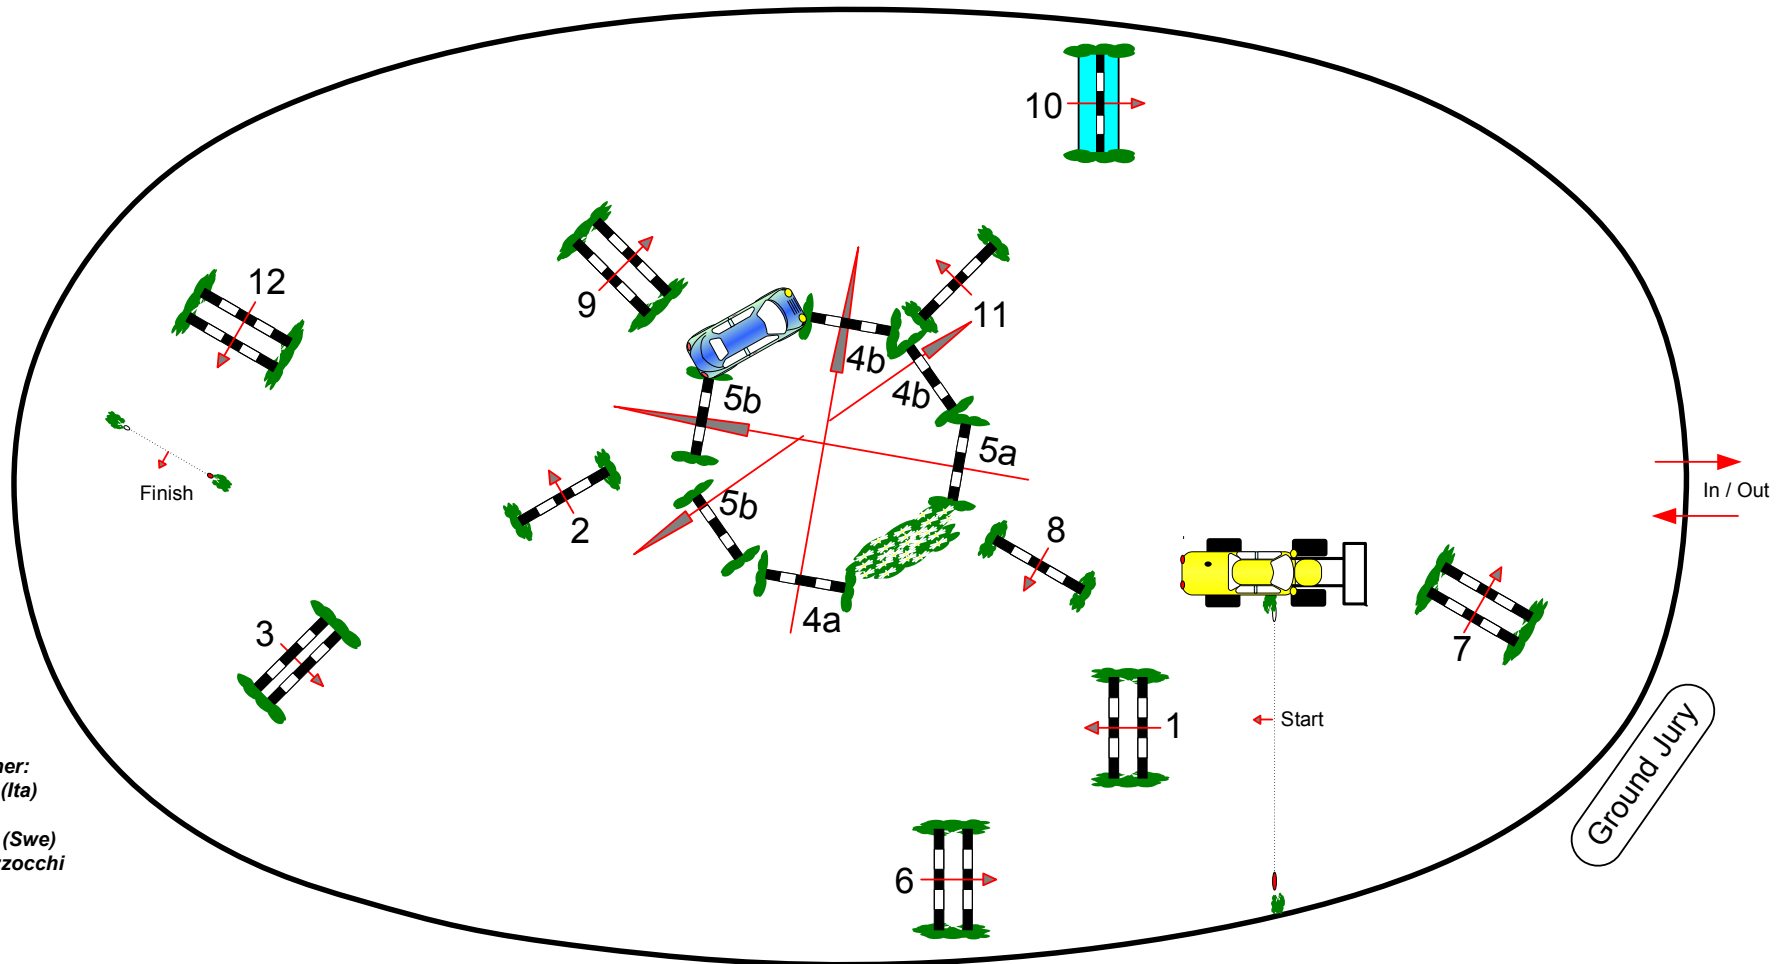 10
12
9
11
4b
4b
5b
5a
In / Out
Finish
2
5b
8
4a
3
7
1
Start
Ground Jury
(Ita)
(Swe)
6